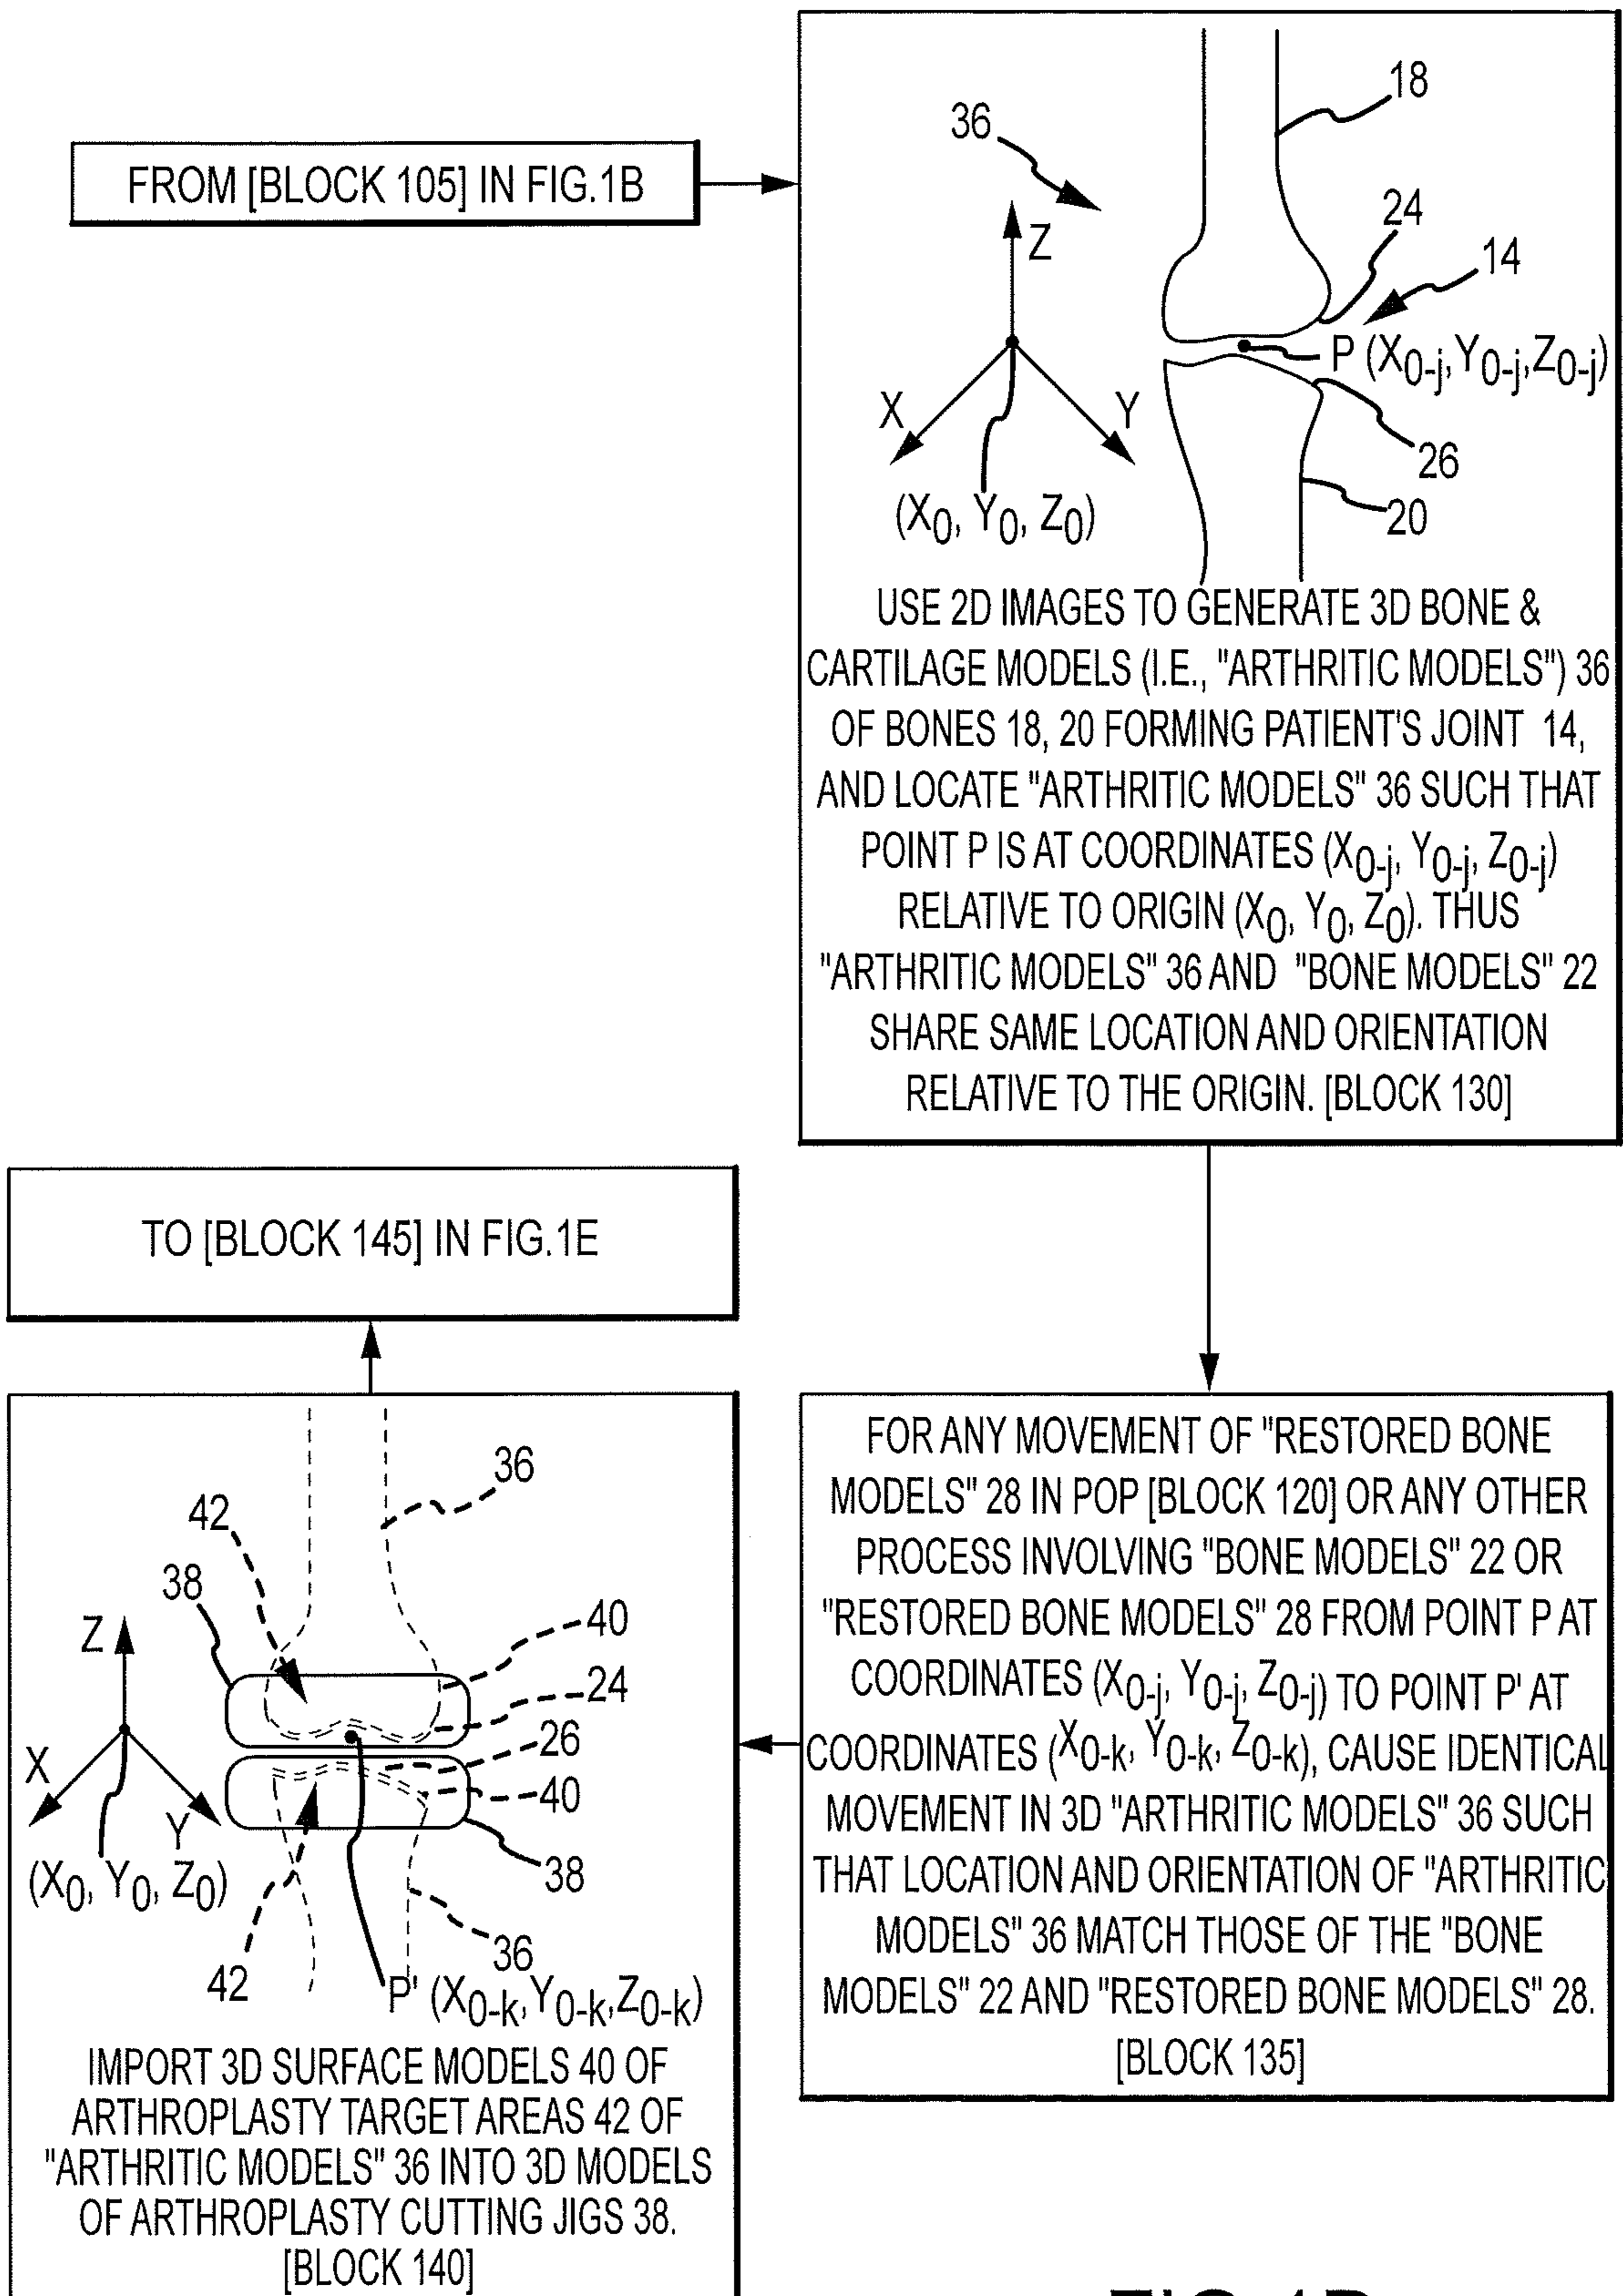 FROM [BLOCK 105] IN FIG.1B
36
18
24
14
Z
P (X0-j,Y0-j,Z0-j)
X
Y
26
(X0, Y0, Z0)
20
USE 2D IMAGES TO GENERATE 3D BONE &
CARTILAGE MODELS (I.E., "ARTHRITIC MODELS") 36
OF BONES 18, 20 FORMING PATIENT'S JOINT 14,
AND LOCATE "ARTHRITIC MODELS" 36 SUCH THAT
POINT P IS AT COORDINATES (X0-j, Y0-j, Z0-j)
RELATIVE TO ORIGIN (X0, Y0, Z0). THUS
"ARTHRITIC MODELS" 36 AND "BONE MODELS" 22
SHARE SAME LOCATION AND ORIENTATION
RELATIVE TO THE ORIGIN. [BLOCK 130]
FOR ANY MOVEMENT OF "RESTORED BONE
MODELS" 28 IN POP [BLOCK 120] OR ANY OTHER
PROCESS INVOLVING "BONE MODELS" 22 OR
"RESTORED BONE MODELS" 28 FROM POINT P AT
COORDINATES (X0-j, Y0-j, Z0-j) TO POINT P' AT
COORDINATES (X0-k, Y0-k, Z0-k), CAUSE IDENTICAL
MOVEMENT IN 3D "ARTHRITIC MODELS" 36 SUCH
THAT LOCATION AND ORIENTATION OF "ARTHRITIC
MODELS" 36 MATCH THOSE OF THE "BONE
MODELS" 22 AND "RESTORED BONE MODELS" 28.
[BLOCK 135]
TO [BLOCK 145] IN FIG.1E
36
42
38
Z
40
24
26
X
40
Y
38
(X0, Y0, Z0)
36
42
P' (X0-k,Y0-k,Z0-k)
IMPORT 3D SURFACE MODELS 40 OF
ARTHROPLASTY TARGET AREAS 42 OF
"ARTHRITIC MODELS" 36 INTO 3D MODELS
OF ARTHROPLASTY CUTTING JIGS 38.
[BLOCK 140]